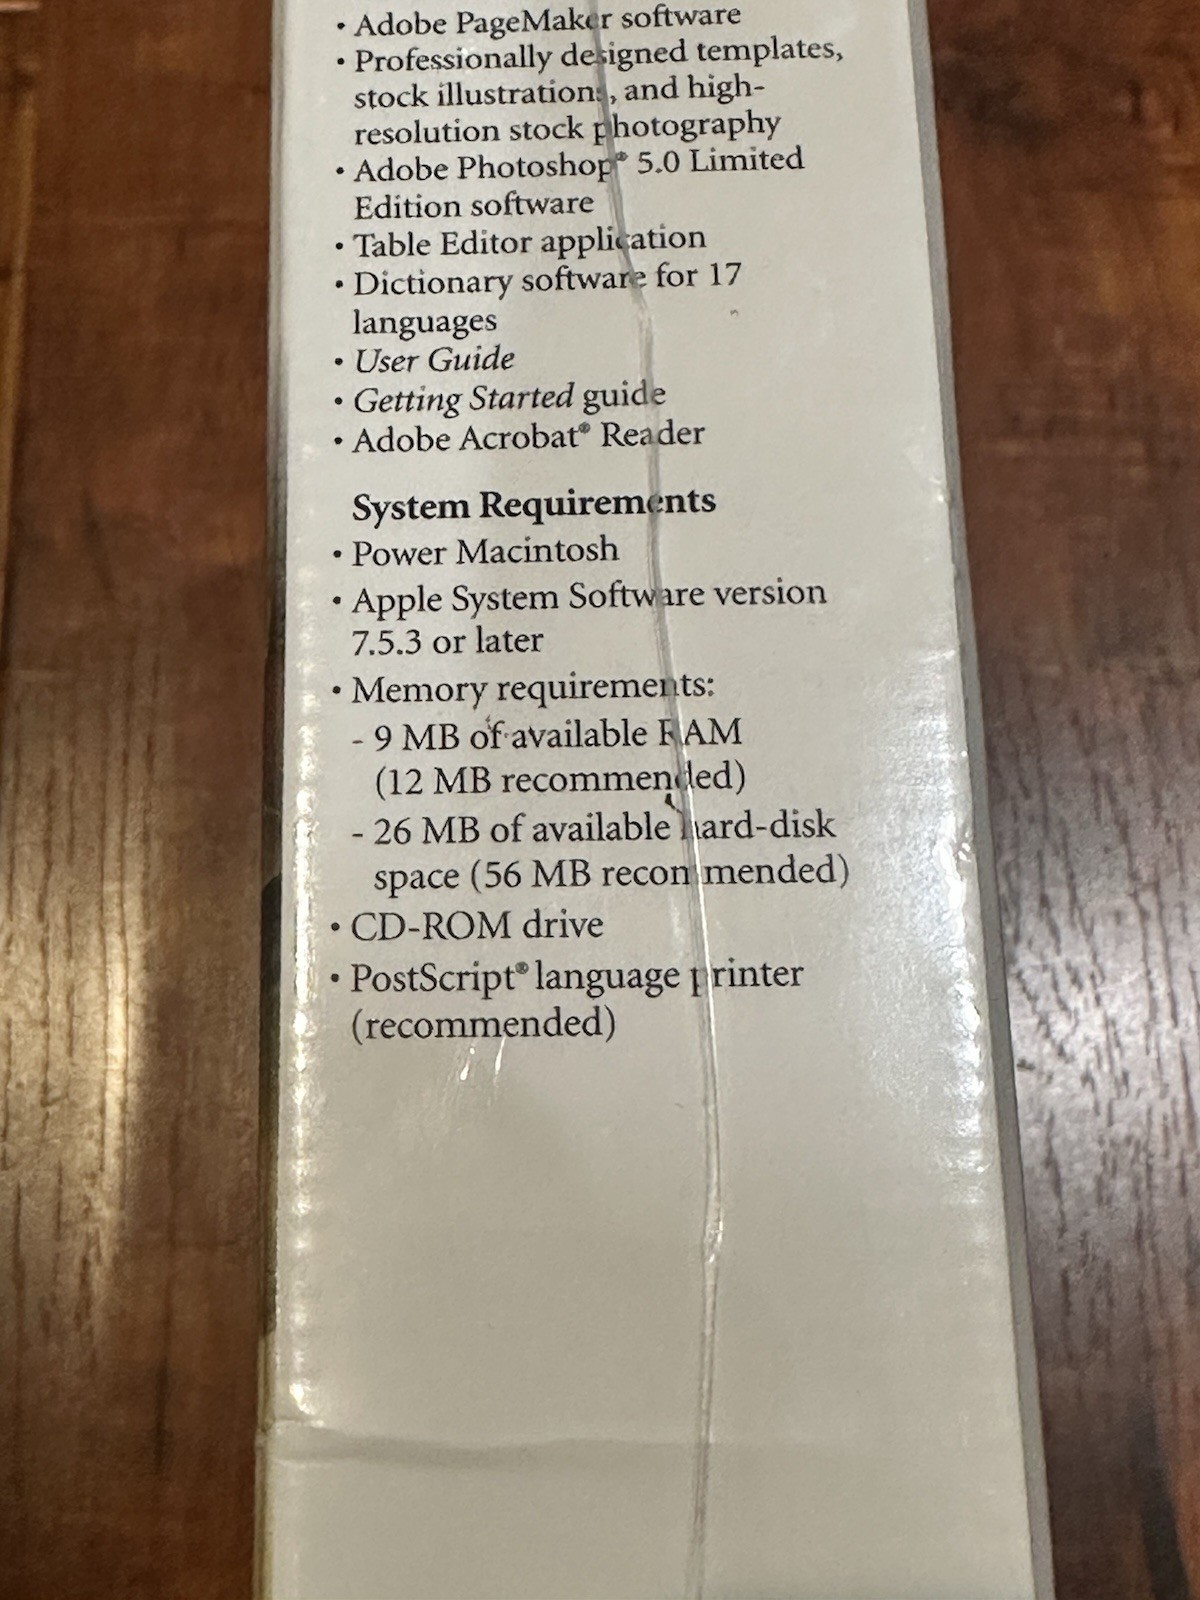 • Adobe PageMaker software
• Professionally designed templates,
stock illustrations, and high-
resolution stock photography
• Adobe Photoshop® 5.0 Limited
Edition software
• Table Editor application
• Dictionary software for 17
languages
• User Guide
• Getting Started guide
• Adobe Acrobat® Reader
System Requirements
• Power Macintosh
• Apple System Software version
7.5.3 or later
• Memory requirements:
- 9 MB of available RAM
(12 MB recommended)
- 26 MB of available hard-disk
space (56 MB recommended)
• CD-ROM drive
• PostScript® language printer
(recommended)